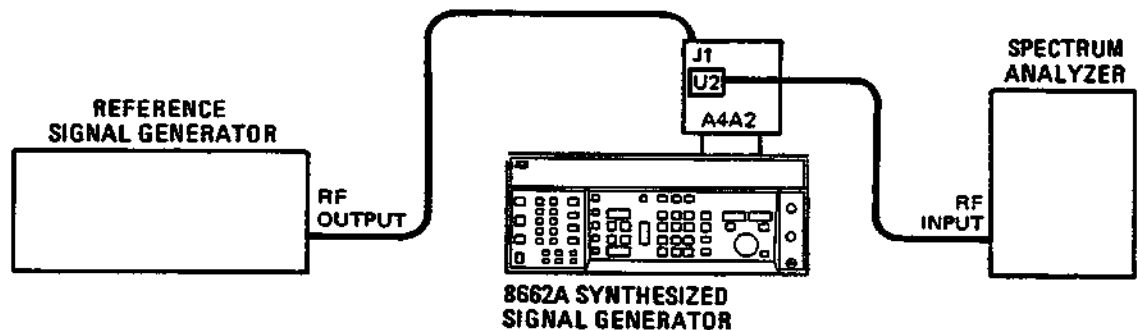 REFERENCE
SIGNAL GENERATOR
RF
OUTPUT
J1
U2
A4A2
8662A SYNTHESIZED
SIGNAL GENERATOR
SPECTRUM
ANALYZER
RF
INPUT